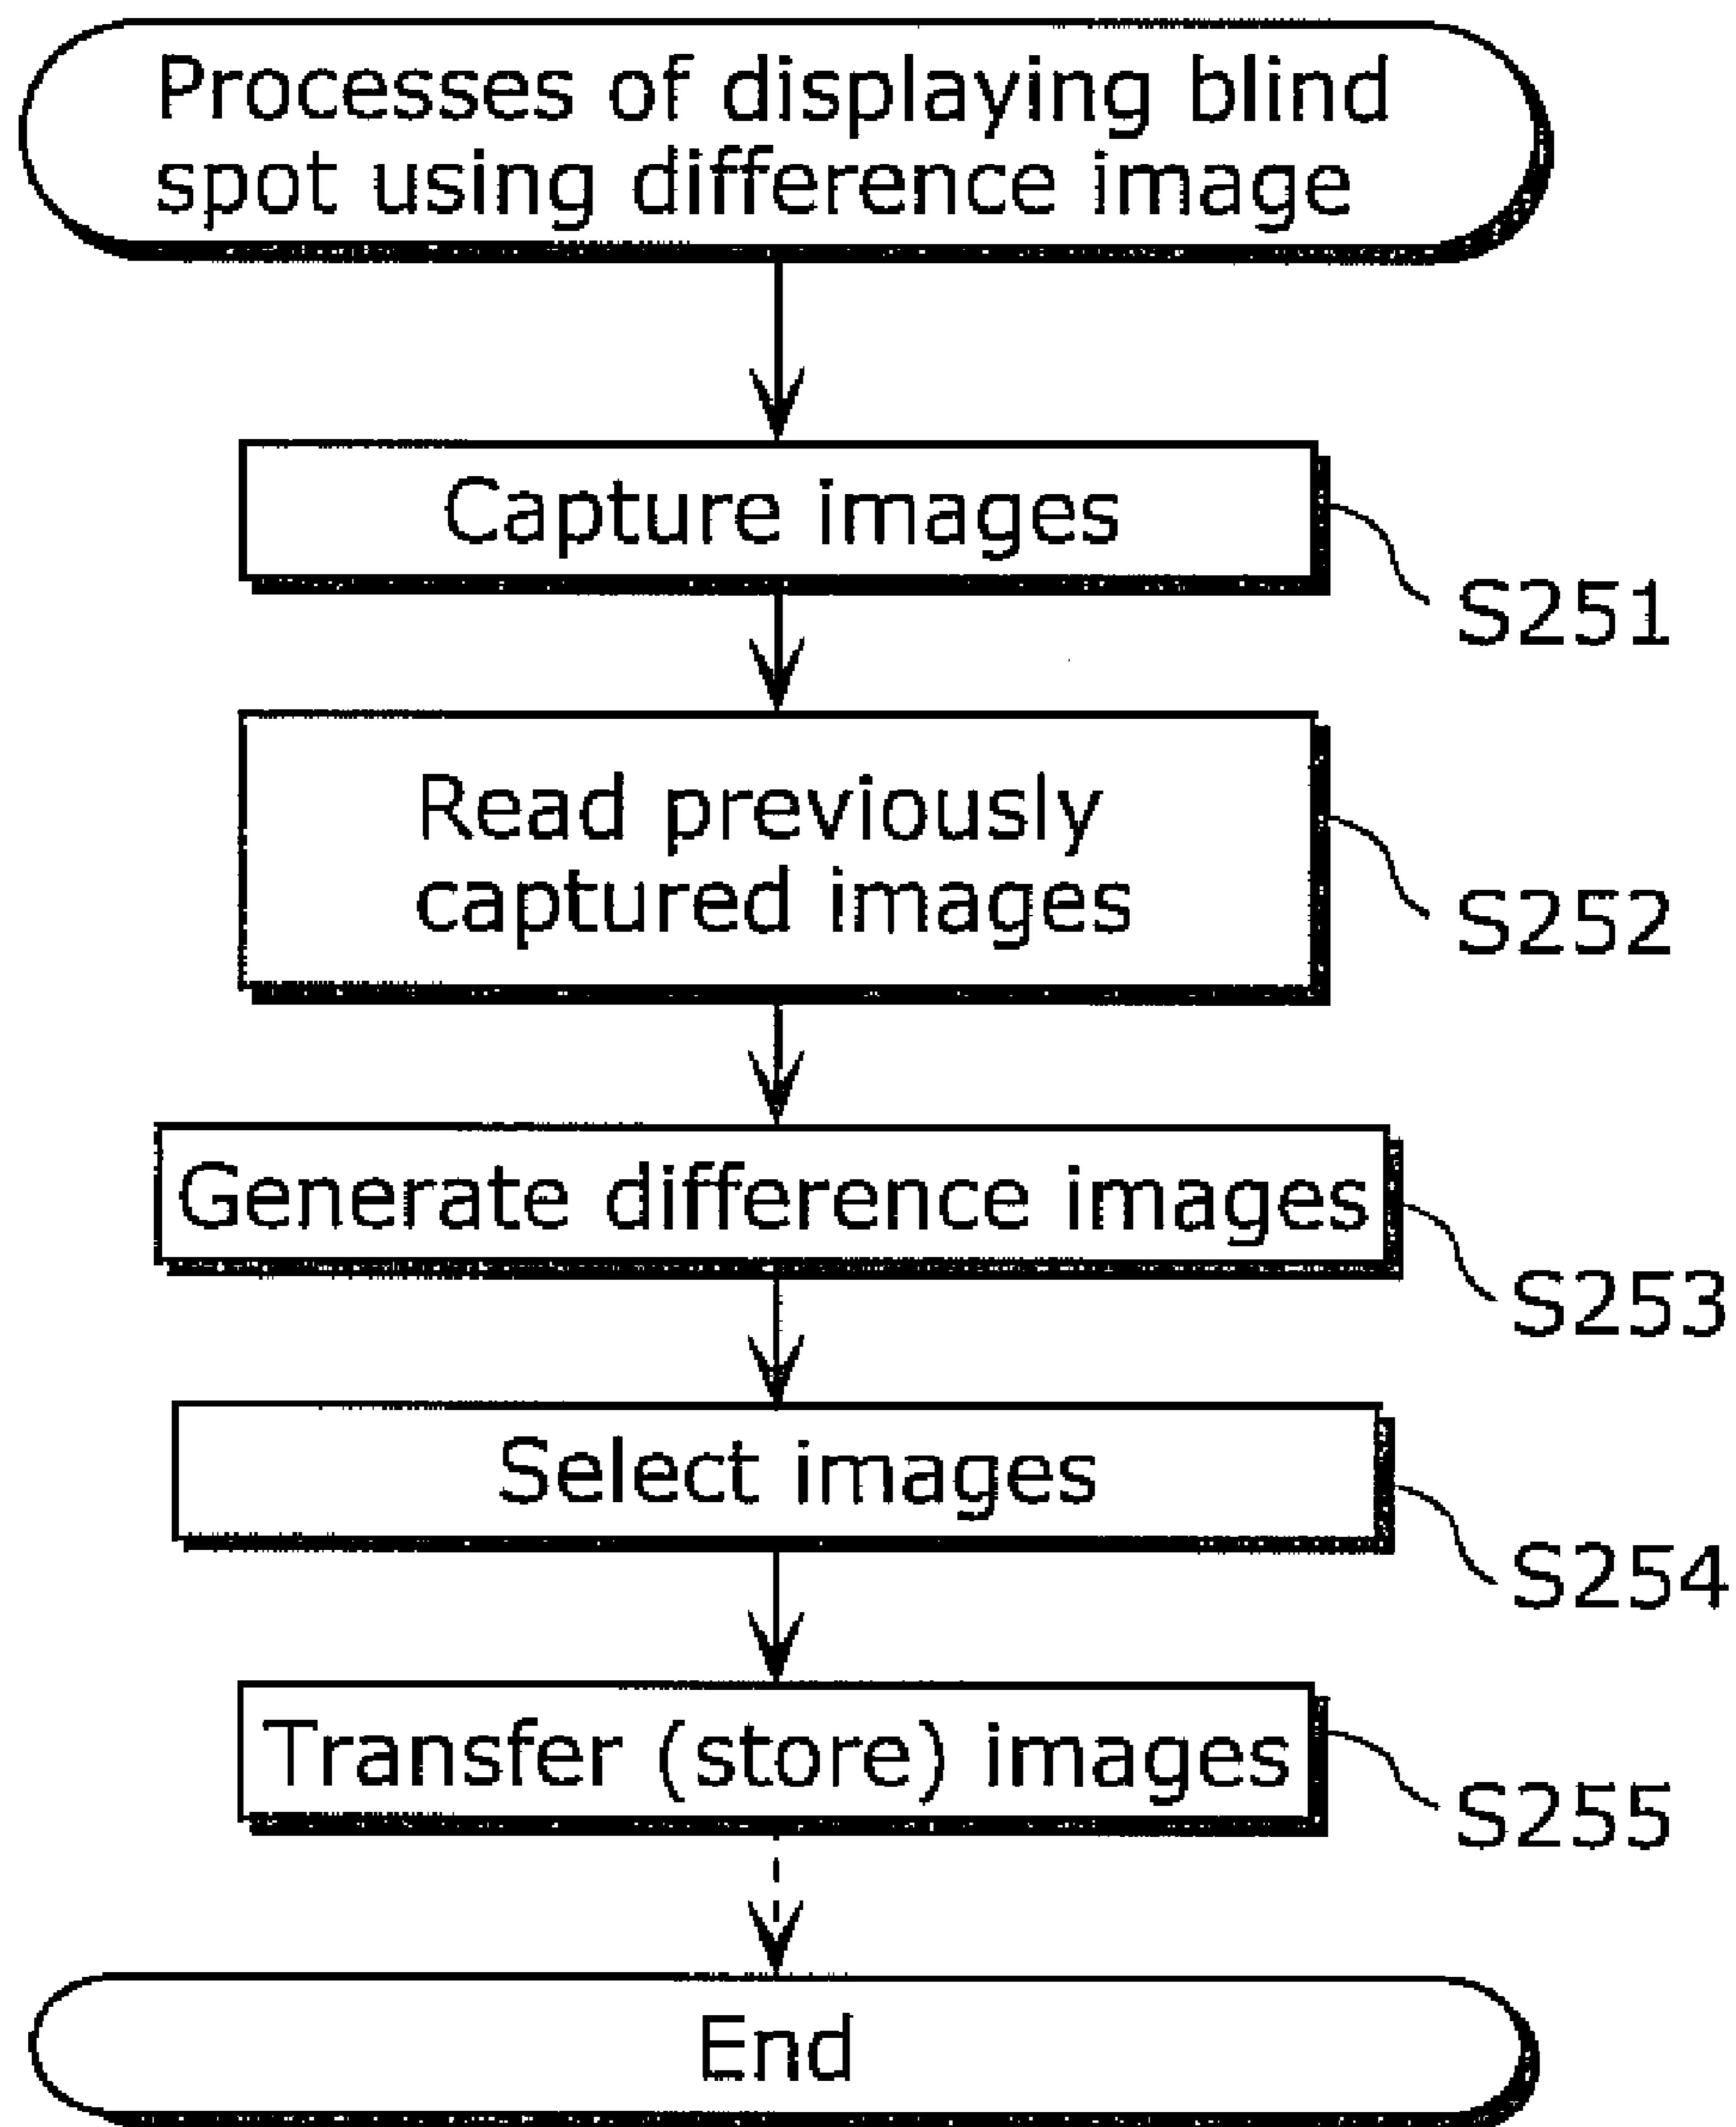 Processes of displaying blind
spot using difference image
Capture images
S251
Read previously
captured images
S252
Generate difference images
S253
Select images
S254
Transfer (store) images
S255
End